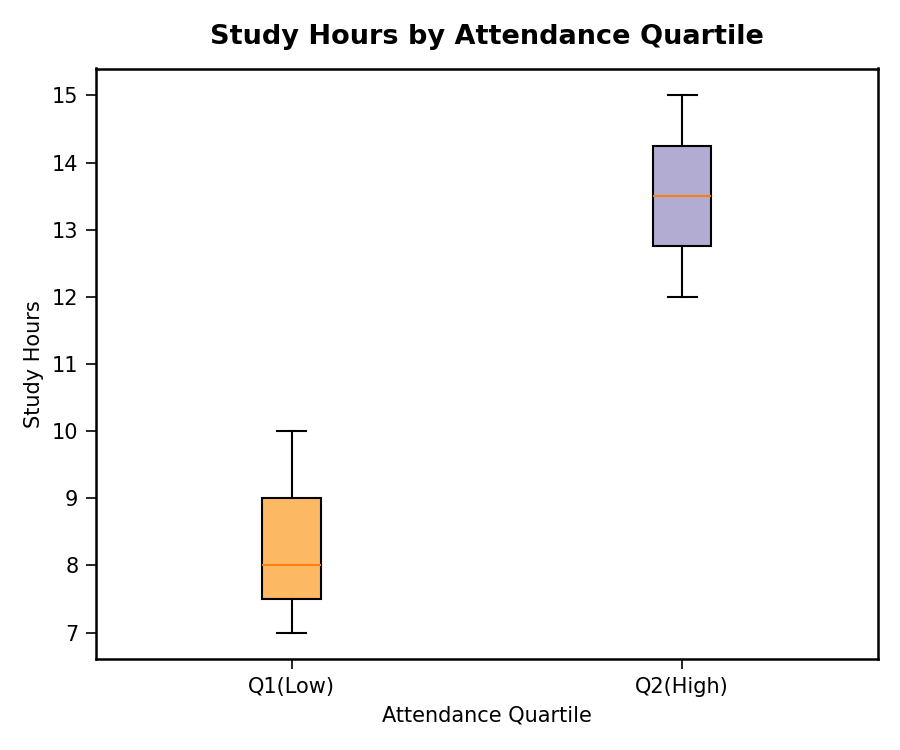 Study Hours by Attendance Quartile
Study Hours
15
14
13
12
11
10
9
8
7
Q1(Low)
Q2(High)
Attendance Quartile